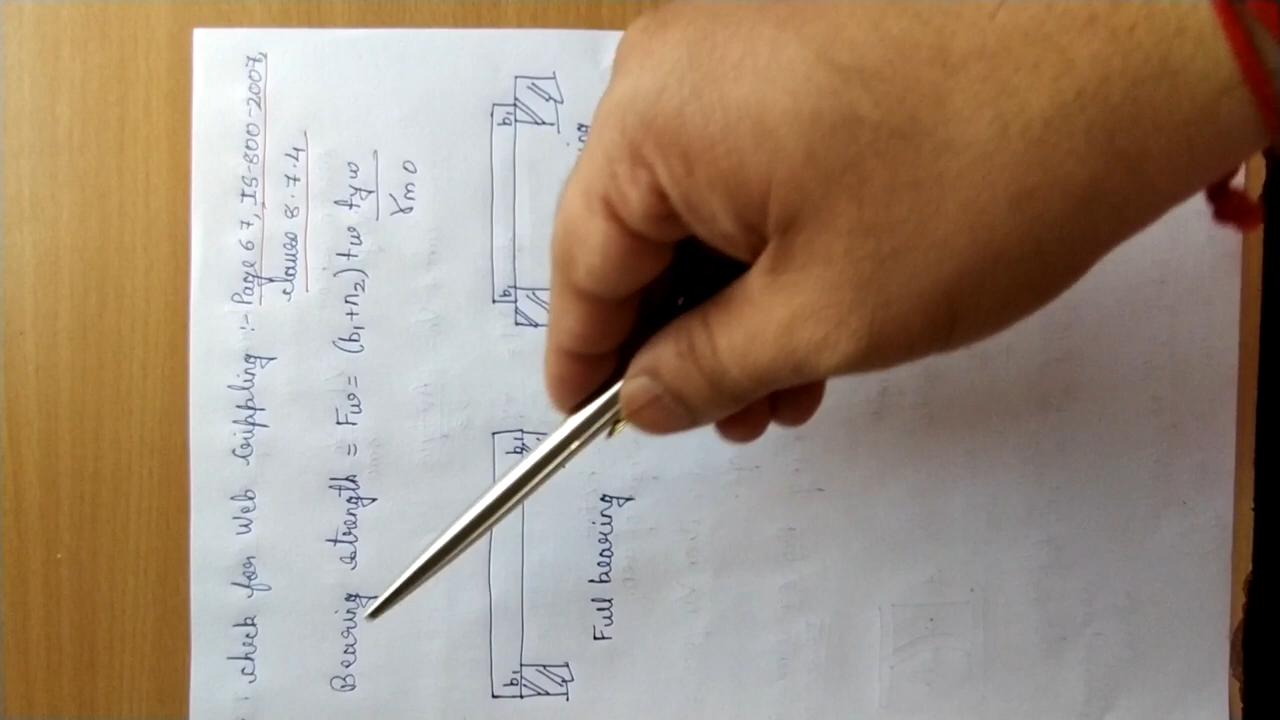 check for web crippling :- Page 67, IS-800-2007,
clause 8.7.4
Bearing strength = Fw = (b₁+n₂) tw fyw
γm0
b₁ b₁ b₁ b₁
Full bearing
ing